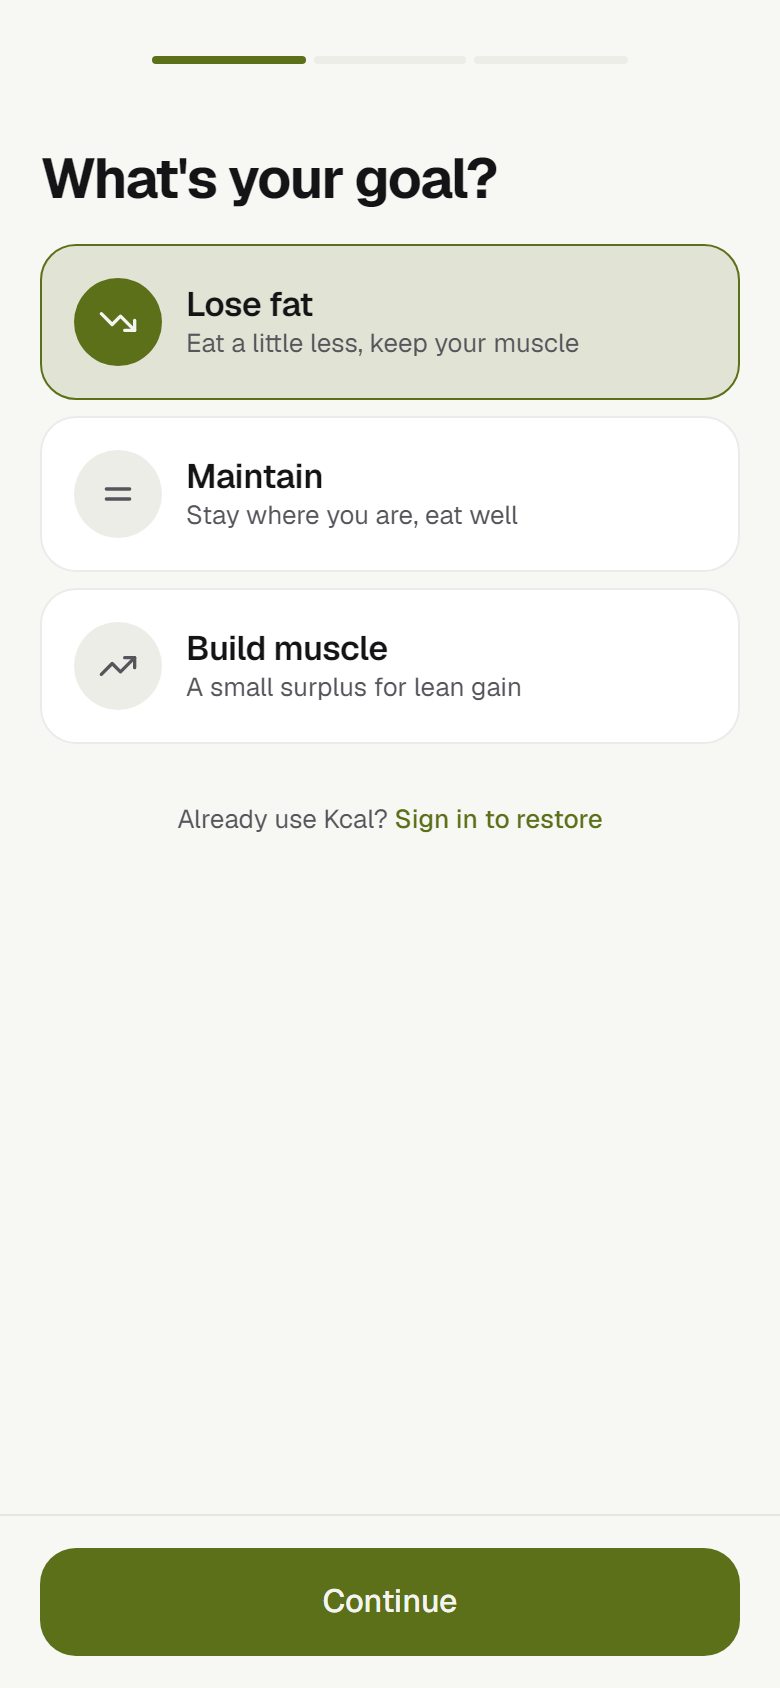 What's your goal?
Lose fat
Eat a little less, keep your muscle
Maintain
Stay where you are, eat well
Build muscle
A small surplus for lean gain
Already use Kcal? Sign in to restore
Continue